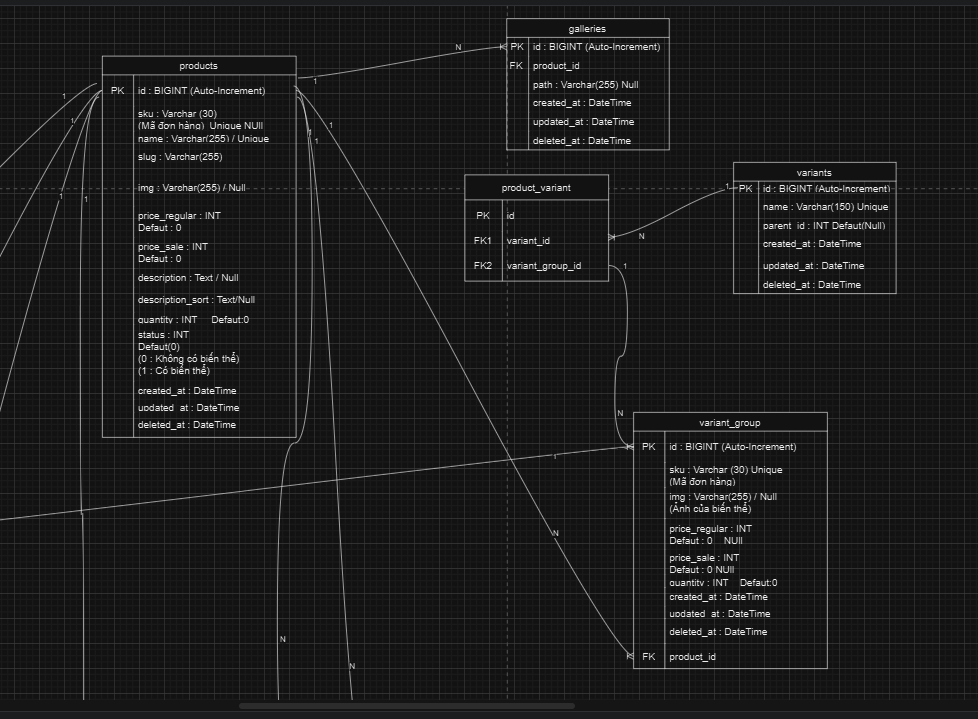 galleries
PK id : BIGINT (Auto-Increment)
FK product_id
path : Varchar(255) Null
created_at : DateTime
updated_at : DateTime
deleted_at : DateTime
products
PK id : BIGINT (Auto-Increment)
sku : Varchar (30)
(Mã đơn hàng) Unique NUll
name : Varchar(255) / Unique
slug : Varchar(255)
img : Varchar(255) / Null
price_regular : INT
Defaut : 0
price_sale : INT
Defaut : 0
description : Text / Null
description_sort : Text/Null
quantity : INT Defaut:0
status : INT
Defaut(0)
(0 : Không có biến thể)
(1 : Có biến thể)
created_at : DateTime
updated_at : DateTime
deleted_at : DateTime
product_variant
PK id
FK1 variant_id
FK2 variant_group_id
variants
PK id : BIGINT (Auto-Increment)
name : Varchar(150) Unique
parent_id : INT Defaut(Null)
created_at : DateTime
updated_at : DateTime
deleted_at : DateTime
variant_group
PK id : BIGINT (Auto-Increment)
sku : Varchar (30) Unique
(Mã đơn hàng)
img : Varchar(255) / Null
(Ảnh của biến thể)
price_regular : INT
Defaut : 0 NUll
price_sale : INT
Defaut : 0 NUll
quantity : INT Defaut:0
created_at : DateTime
updated_at : DateTime
deleted_at : DateTime
FK product_id
1
N
1
1
1
1
1
1
1
1
N
1
N
1
N
N
N